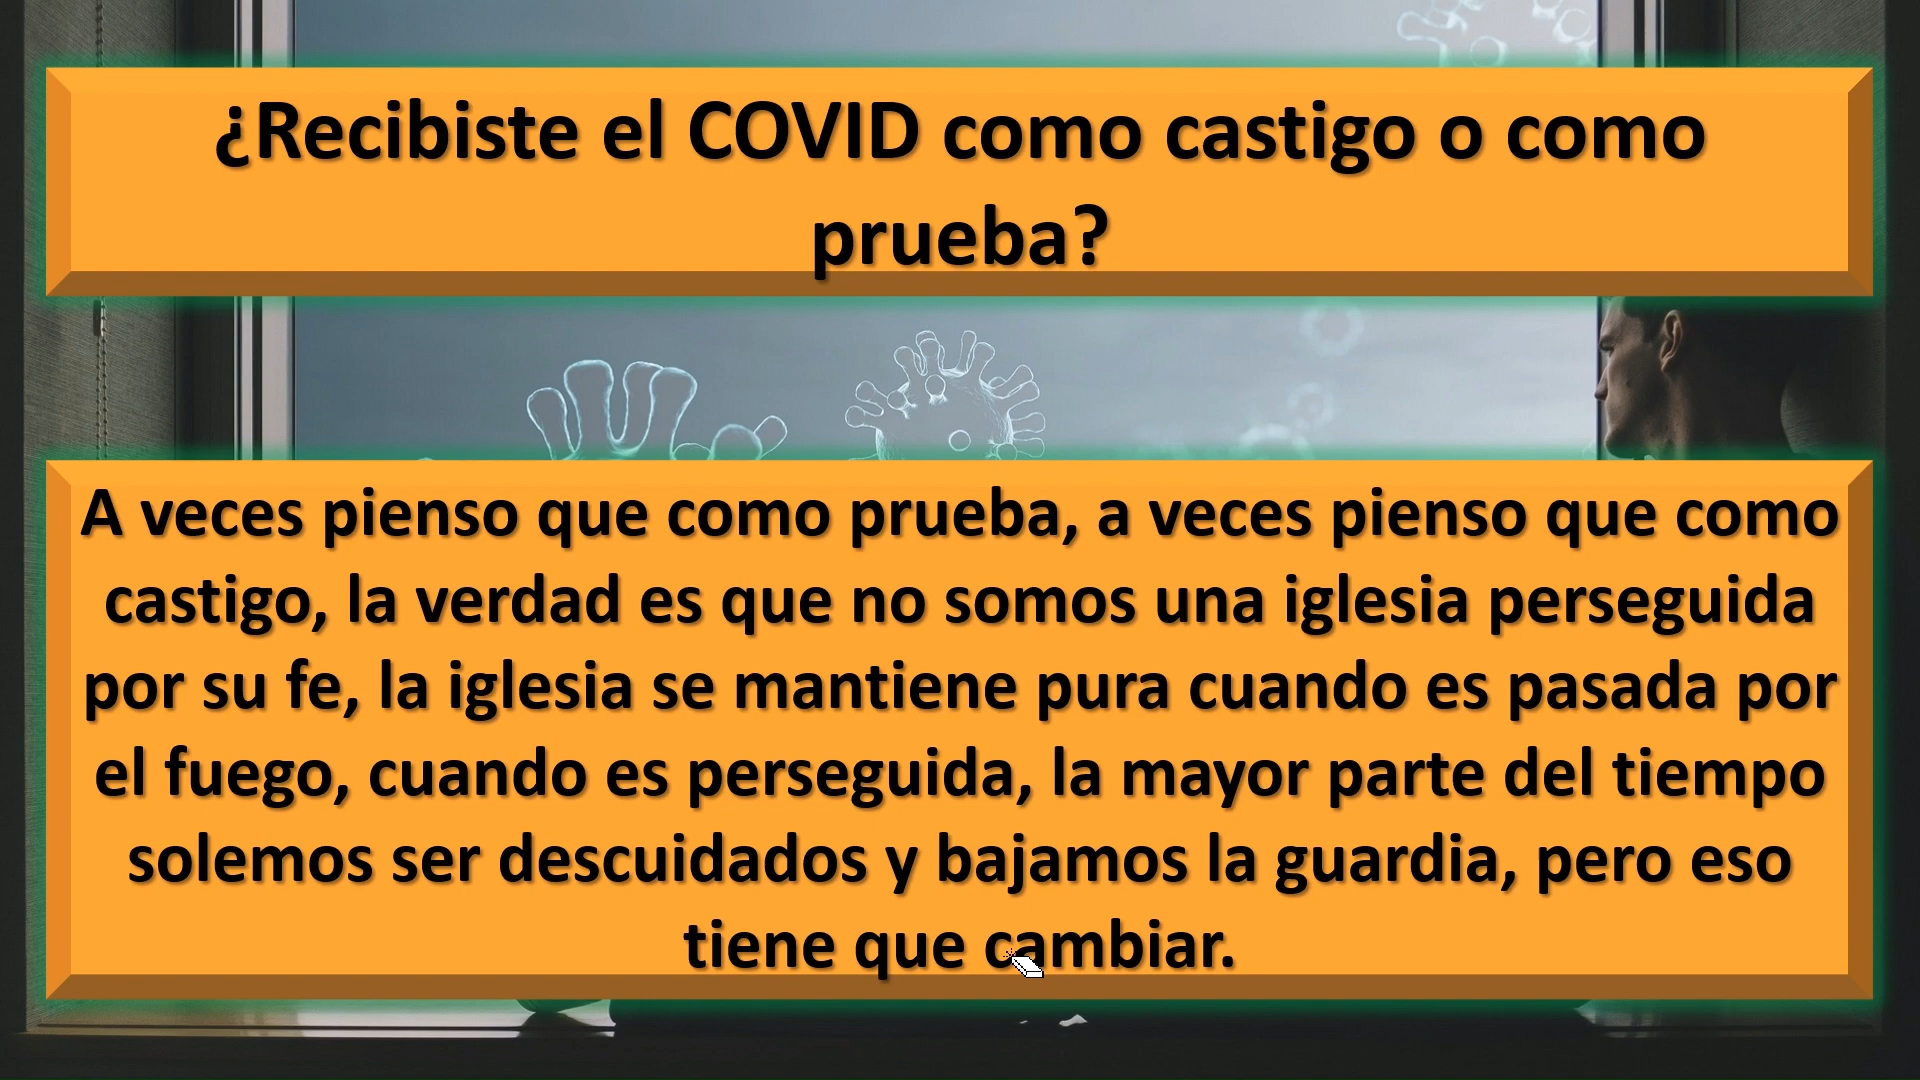 ¿Recibiste el COVID como castigo o como
prueba?
A veces pienso que como prueba, a veces pienso que como
castigo, la verdad es que no somos una iglesia perseguida
por su fe, la iglesia se mantiene pura cuando es pasada por
el fuego, cuando es perseguida, la mayor parte del tiempo
solemos ser descuidados y bajamos la guardia, pero eso
tiene que cambiar.